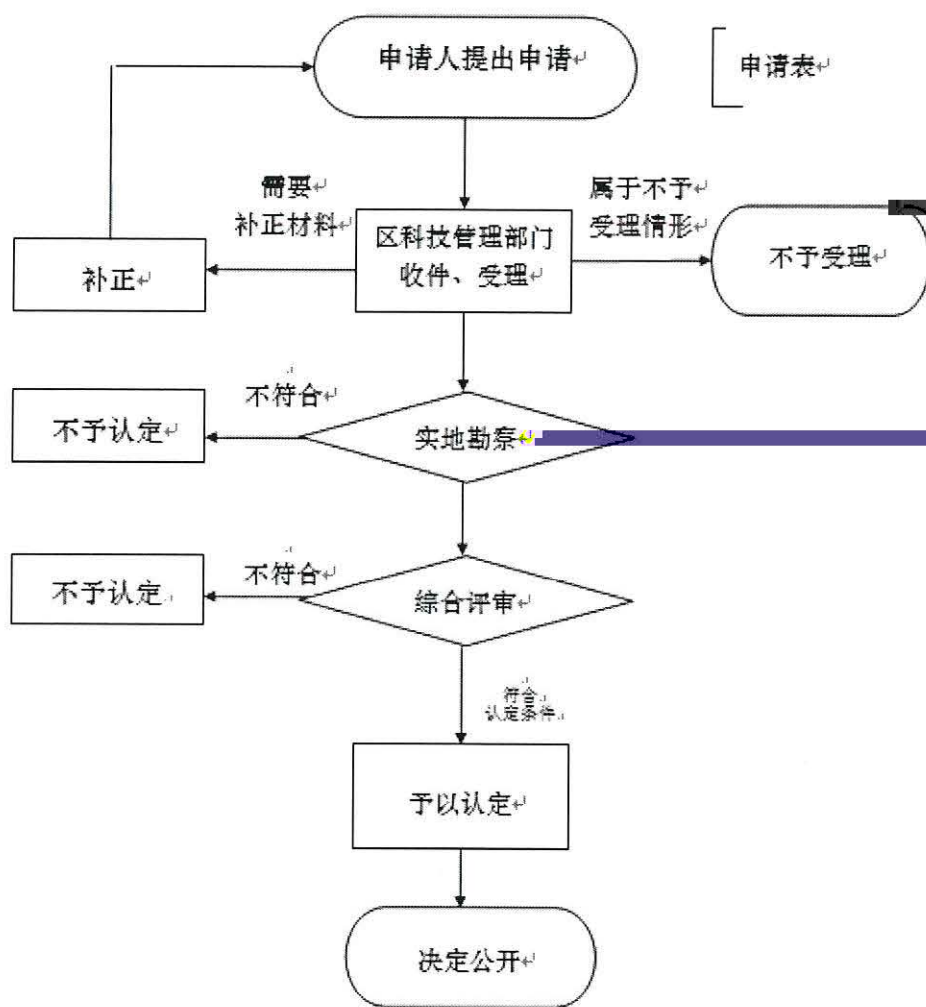 申请人提出申请
申请表
需要
补正材料
属于不予
受理情形
区科技管理部门
收件、受理
补正
不予受理
不符合
不予认定
实地勘察
不符合
不予认定
综合评审
符合
认定条件
予以认定
决定公开